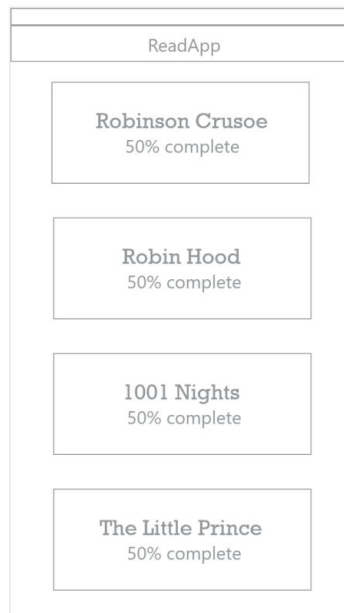 ReadApp
Robinson Crusoe
50% complete
Robin Hood
50% complete
1001 Nights
50% complete
The Little Prince
50% complete